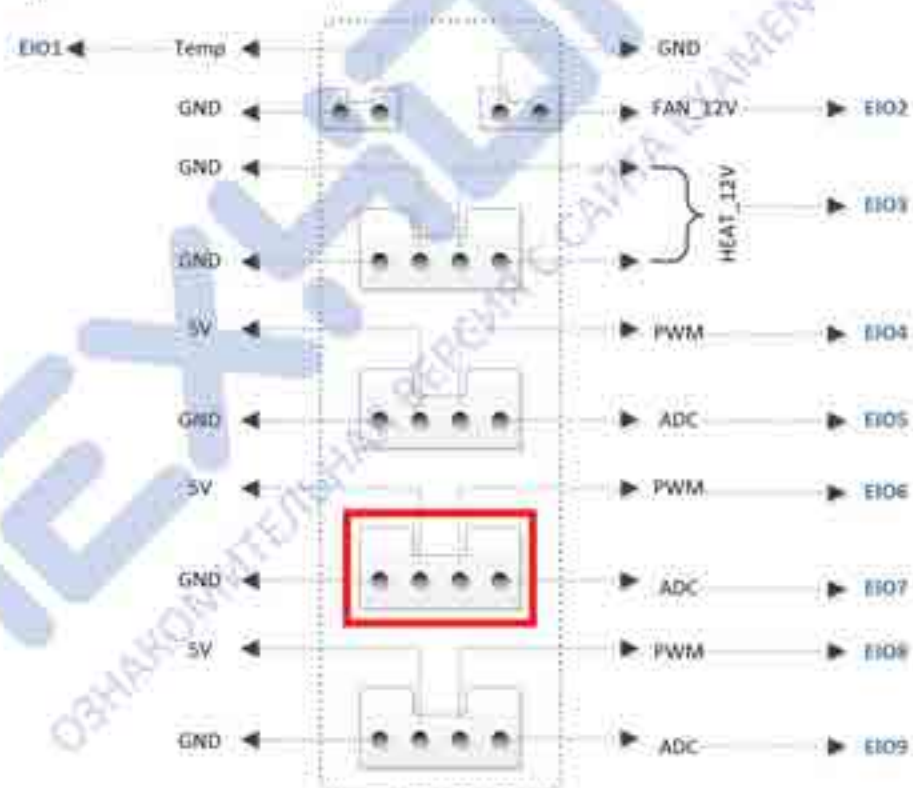 EIO1 Temp GND
GND FAN_12V EIO2
GND
HEAT_12V EIO3
GND
5V PWM EIO4
GND ADC EIO5
5V PWM EIO6
GND ADC EIO7
5V PWM EIO8
GND ADC EIO9
ОЗНАКОМИТЕЛЬНАЯ ВЕРСИЯ С САЙТА